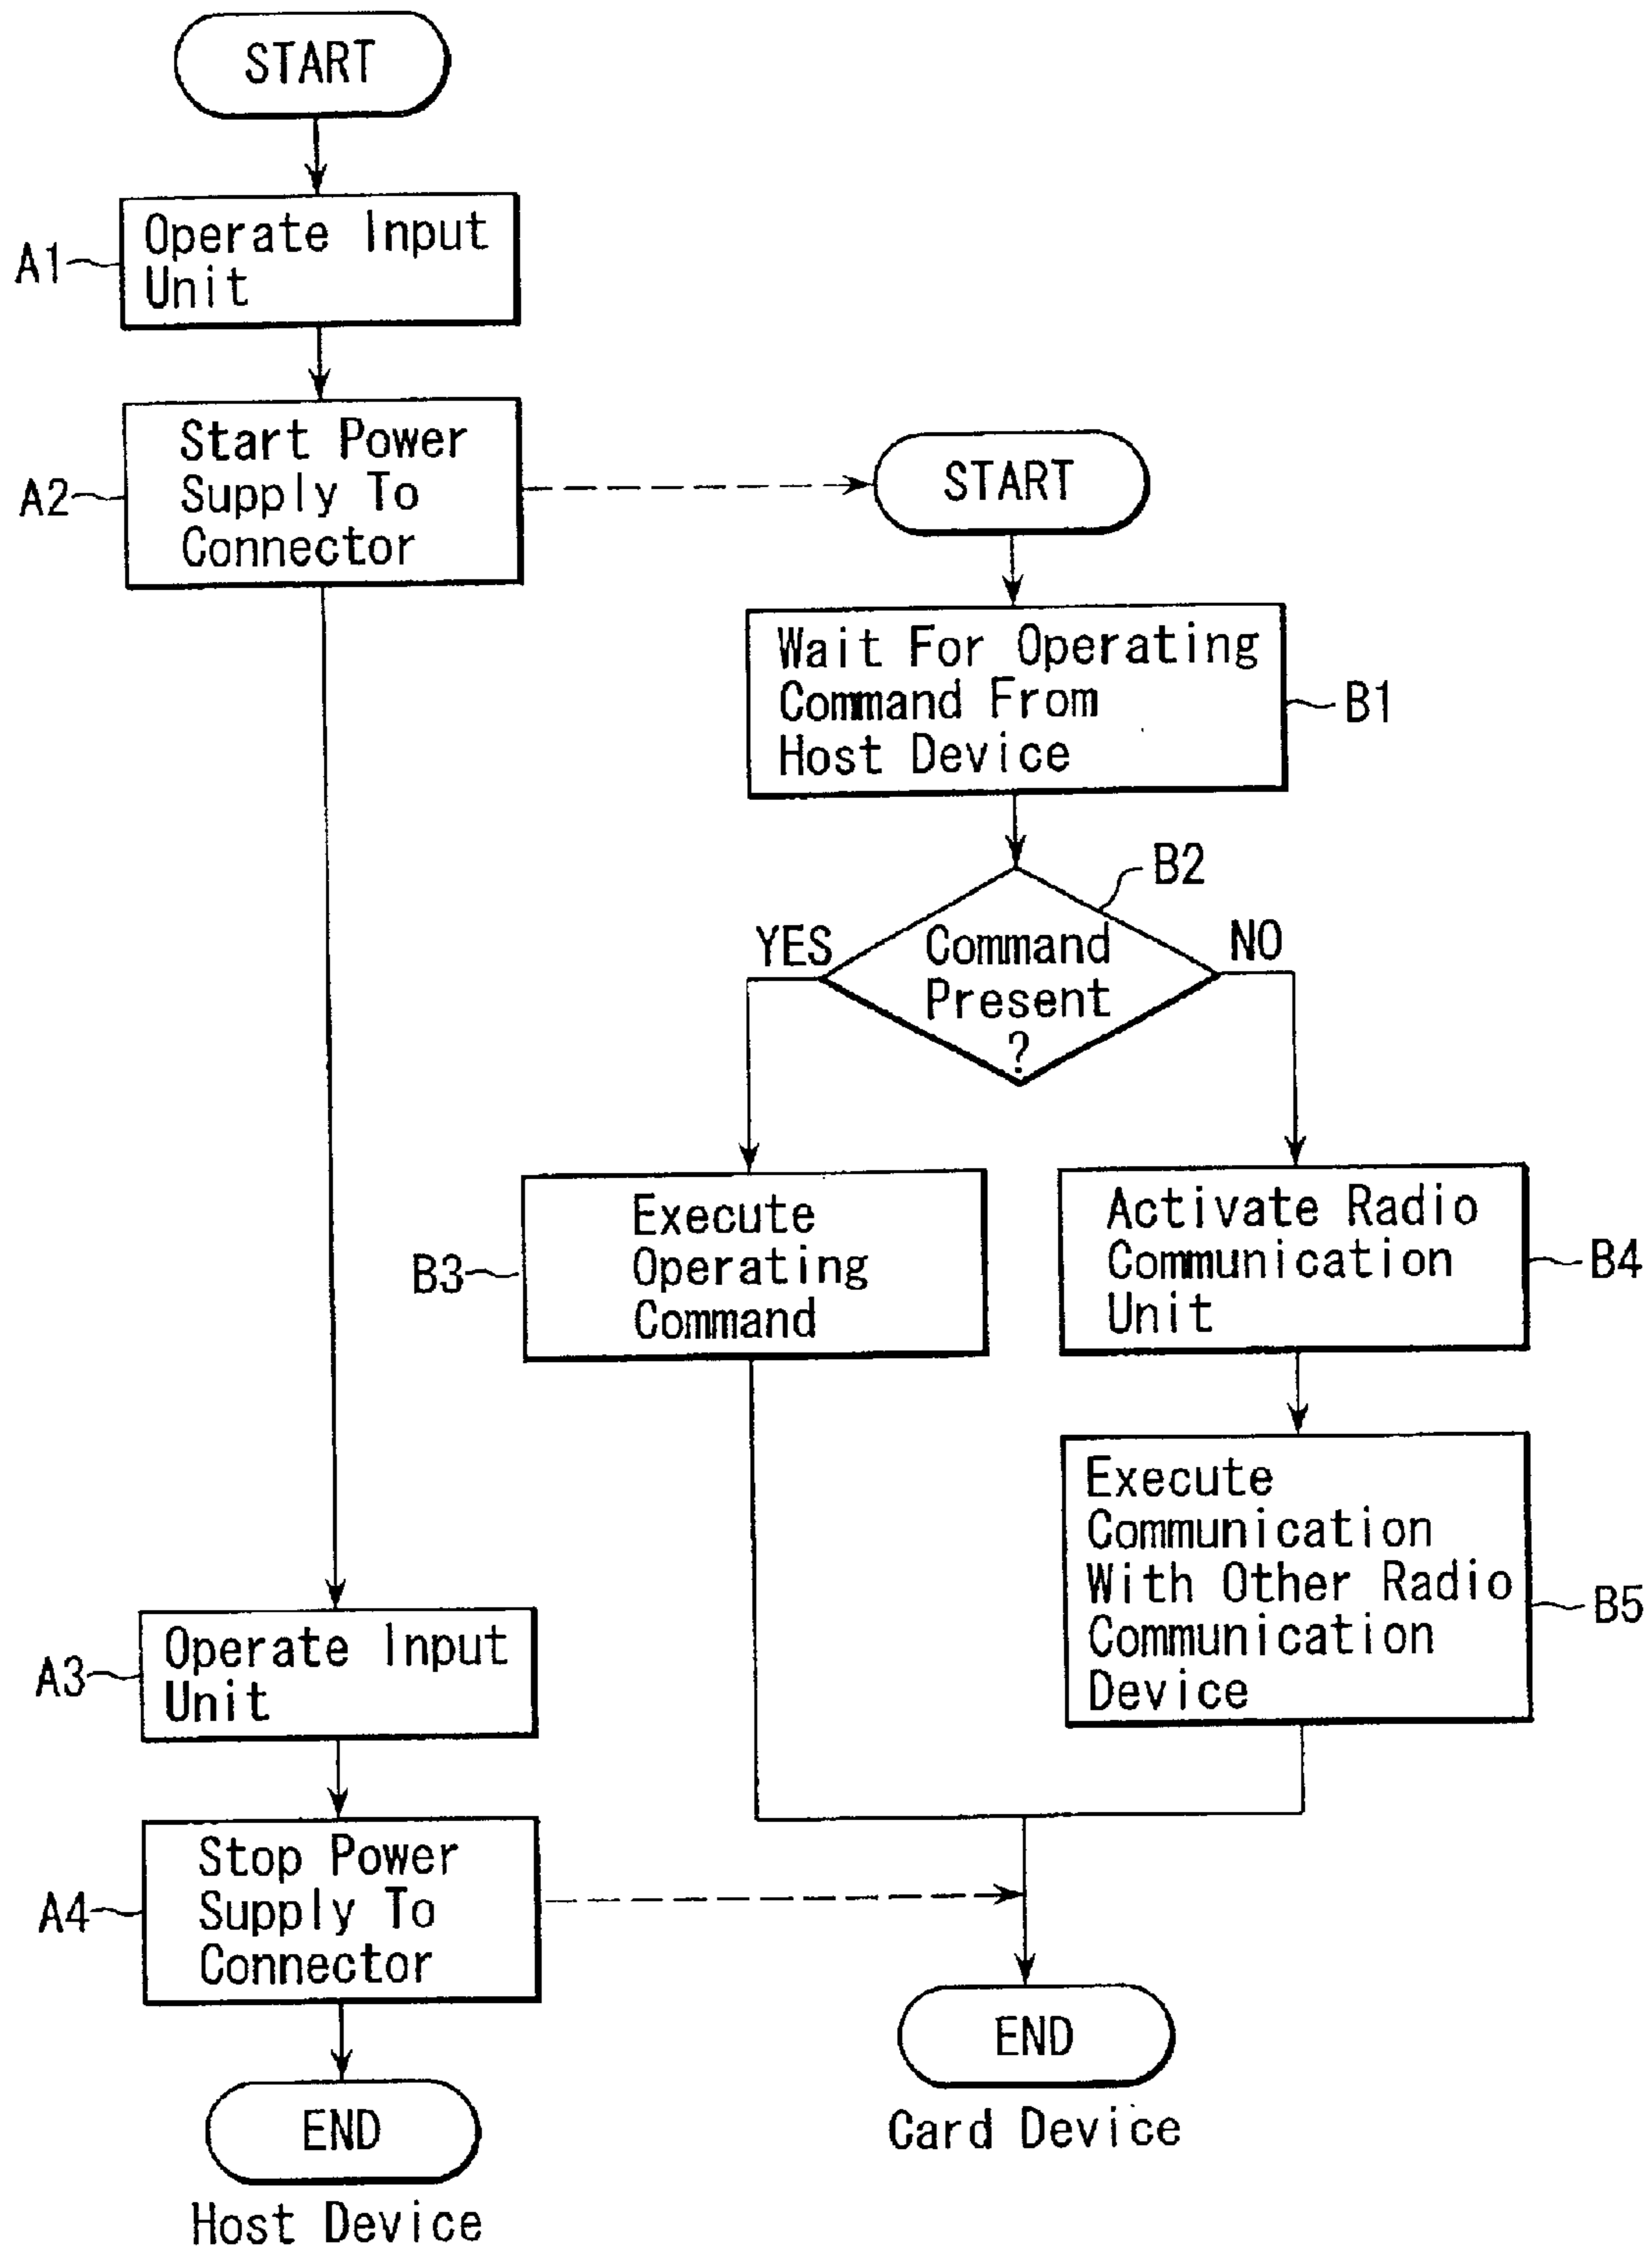 START
A1
Operate Input
Unit
A2
Start Power
Supply To
Connector
START
Wait For Operating
Command From
Host Device
B1
B2
YES
Command
Present
?
NO
B3
Execute
Operating
Command
Activate Radio
Communication
Unit
B4
Execute
Communication
With Other Radio
Communication
Device
B5
A3
Operate Input
Unit
A4
Stop Power
Supply To
Connector
END
Card Device
END
Host Device